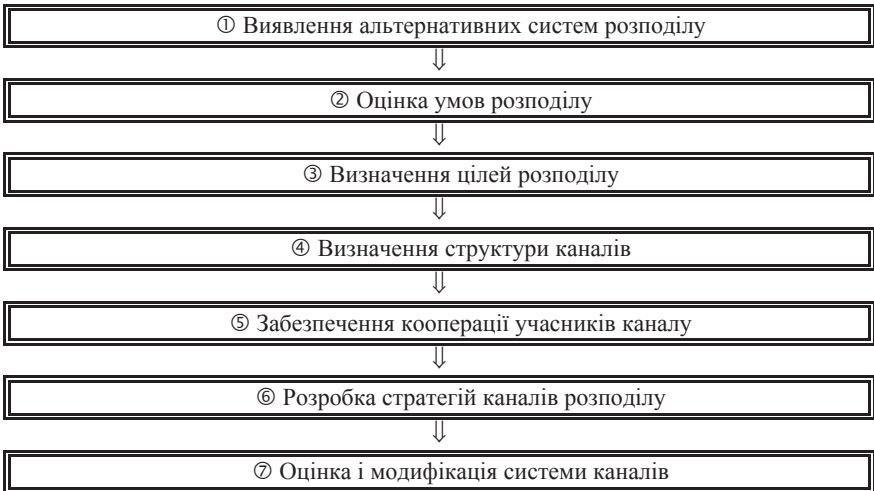 ① Виявлення альтернативних систем розподілу
⇓
② Оцінка умов розподілу
⇓
③ Визначення цілей розподілу
⇓
④ Визначення структури каналів
⇓
⑤ Забезпечення кооперації учасників каналу
⇓
⑥ Розробка стратегій каналів розподілу
⇓
⑦ Оцінка і модифікація системи каналів